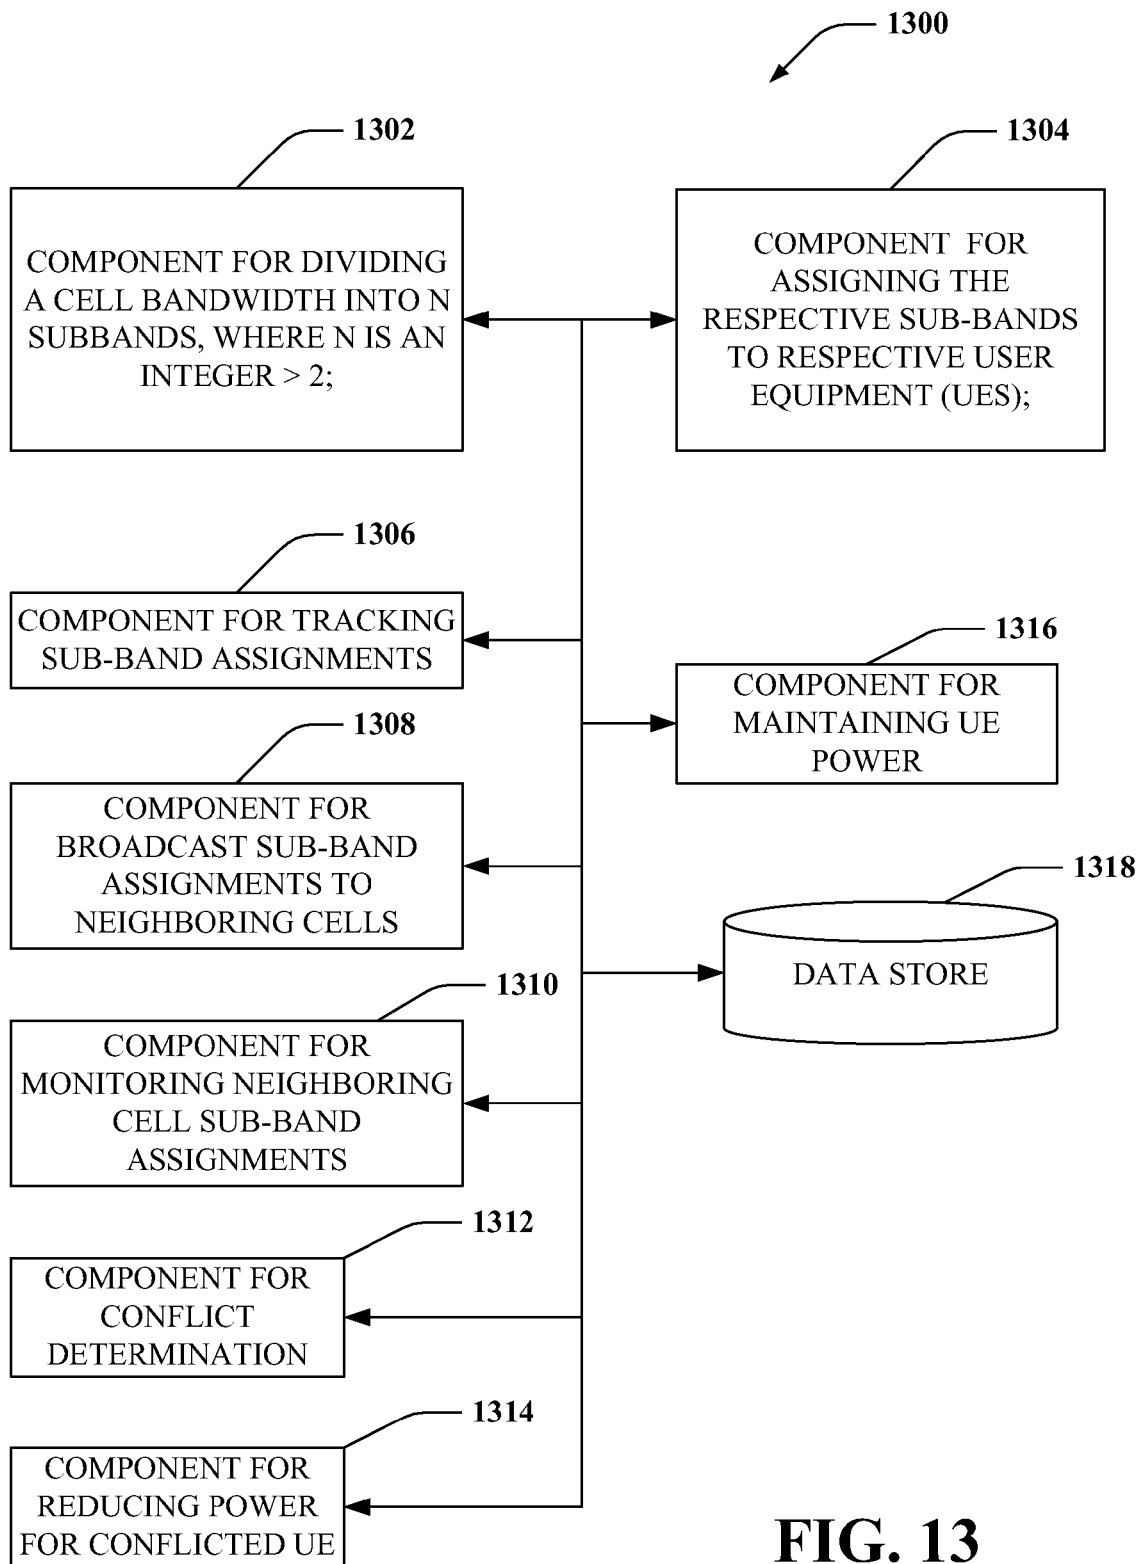 1300
1302
COMPONENT FOR DIVIDING
A CELL BANDWIDTH INTO N
SUBBANDS, WHERE N IS AN
INTEGER > 2;
1304
COMPONENT FOR
ASSIGNING THE
RESPECTIVE SUB-BANDS
TO RESPECTIVE USER
EQUIPMENT (UES);
1306
COMPONENT FOR TRACKING
SUB-BAND ASSIGNMENTS
1316
COMPONENT FOR
MAINTAINING UE
POWER
1308
COMPONENT FOR
BROADCAST SUB-BAND
ASSIGNMENTS TO
NEIGHBORING CELLS
1318
DATA STORE
1310
COMPONENT FOR
MONITORING NEIGHBORING
CELL SUB-BAND
ASSIGNMENTS
1312
COMPONENT FOR
CONFLICT
DETERMINATION
1314
COMPONENT FOR
REDUCING POWER
FOR CONFLICTED UE
FIG. 13